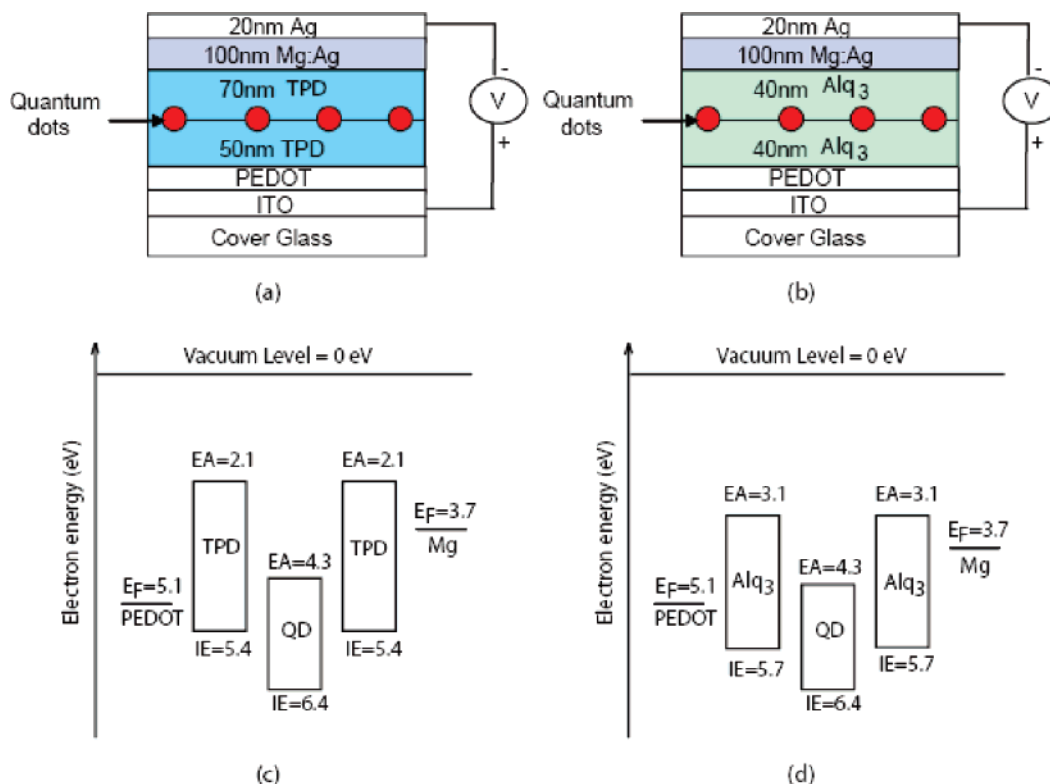 20nm Ag
100nm Mg:Ag
70nm TPD
Quantum
dots
50nm TPD
PEDOT
ITO
Cover Glass
-
V
+
(a)
20nm Ag
100nm Mg:Ag
40nm Alq3
Quantum
dots
40nm Alq3
PEDOT
ITO
Cover Glass
-
V
+
(b)
Electron energy (eV)
Vacuum Level = 0 eV
EA=2.1
EA=2.1
TPD
TPD
EF=3.7
Mg
EA=4.3
EF=5.1
PEDOT
QD
IE=5.4
IE=5.4
IE=6.4
(c)
Electron energy (eV)
Vacuum Level = 0 eV
EA=3.1
EA=3.1
EF=3.7
Mg
EA=4.3
Alq3
Alq3
EF=5.1
PEDOT
QD
IE=5.7
IE=5.7
IE=6.4
(d)